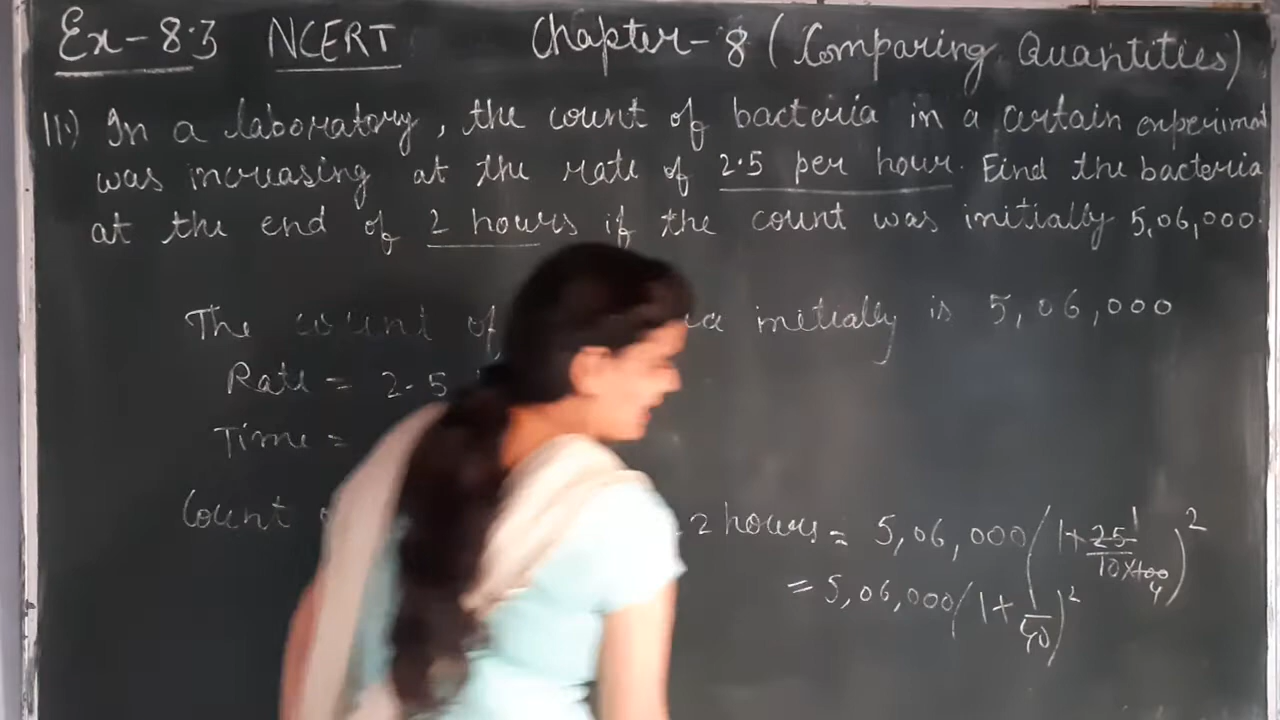 Ex-8.3 NCERT Chapter-8 (Comparing Quantities)
11.) In a laboratory, the count of bacteria in a certain experiment
was increasing at the rate of 2.5 per hour. Find the bacteria
at the end of 2 hours if the count was initially 5,06,000.
The count of initially is 5,06,000
Rate = 2.5
Time =
Count 2 hours = 5,06,000 (1+25/10×100)² 1 4
= 5,06,000 (1+1/40)²